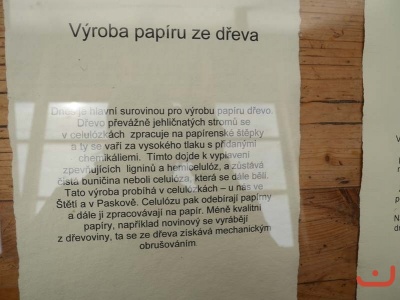 Výroba papíru ze dřeva
Dnes je hlavní surovinou pro výrobu papíru dřevo.
Dřevo převážně jehličnatých stromů se
v celulózkách zpracuje na papírenské štěpky
a ty se vaří za vysokého tlaku s přidanými
chemikáliemi. Tímto dojde k vyplavení
zpevňujících ligninů a hemicelulóz, a zůstává
čistá buničina neboli celulóza, která se dále bělí.
Tato výroba probíhá v celulózkách – u nás ve
Štětí a v Paskově. Celulózu pak odebírají papírny
a dále ji zpracovávají na papír. Méně kvalitní
papíry, například novinový se vyrábějí
z dřevoviny, ta se ze dřeva získává mechanickým
obrušováním